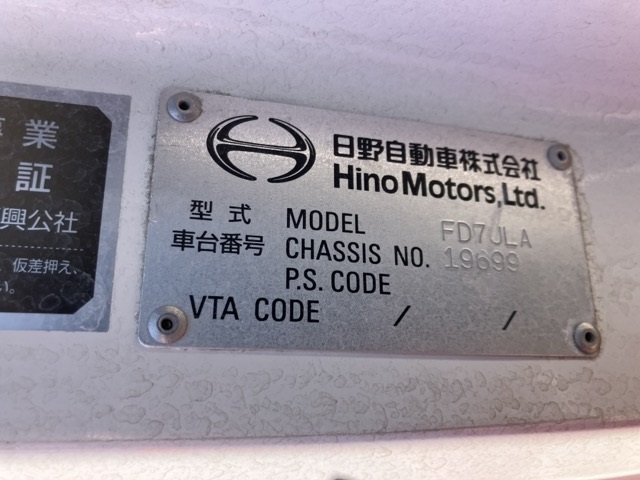 業
証
興公社
仮差押え、
い。
日野自動車株式会社
Hino Motors, Ltd.
型式 MODEL FD7JLA
車台番号 CHASSIS NO. 19699
P.S. CODE
VTA CODE / /